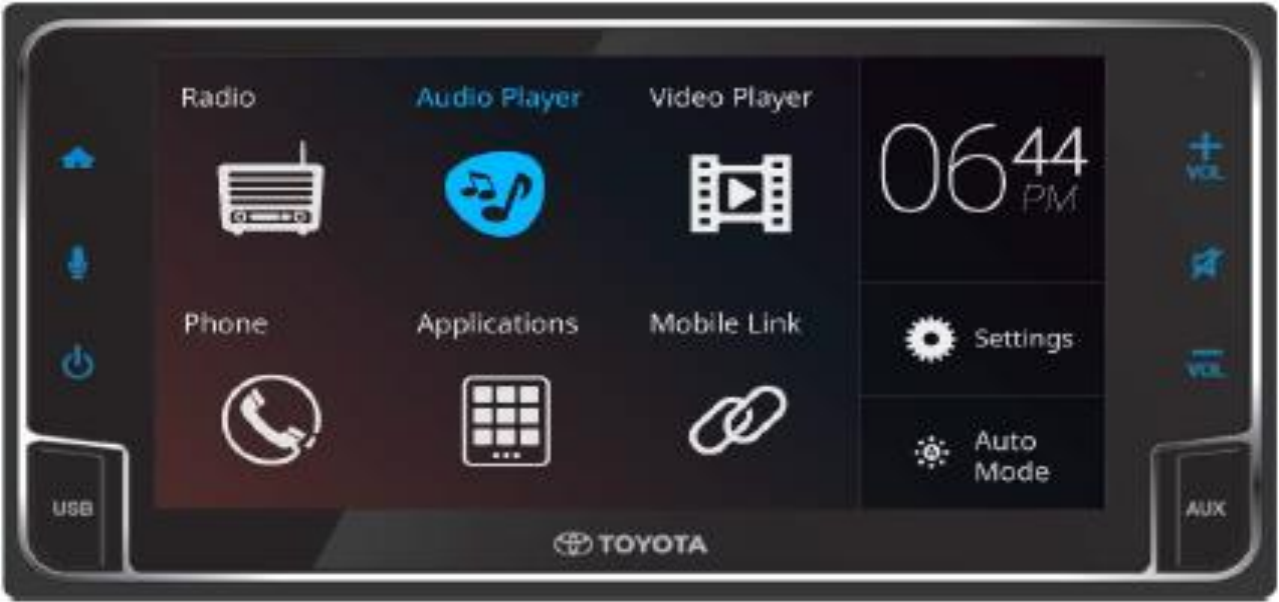 Radio
Audio Player
Video Player
06 44
PM
VOL
Phone
Applications
Mobile Link
Settings
VOL
Auto
Mode
USB
AUX
TOYOTA